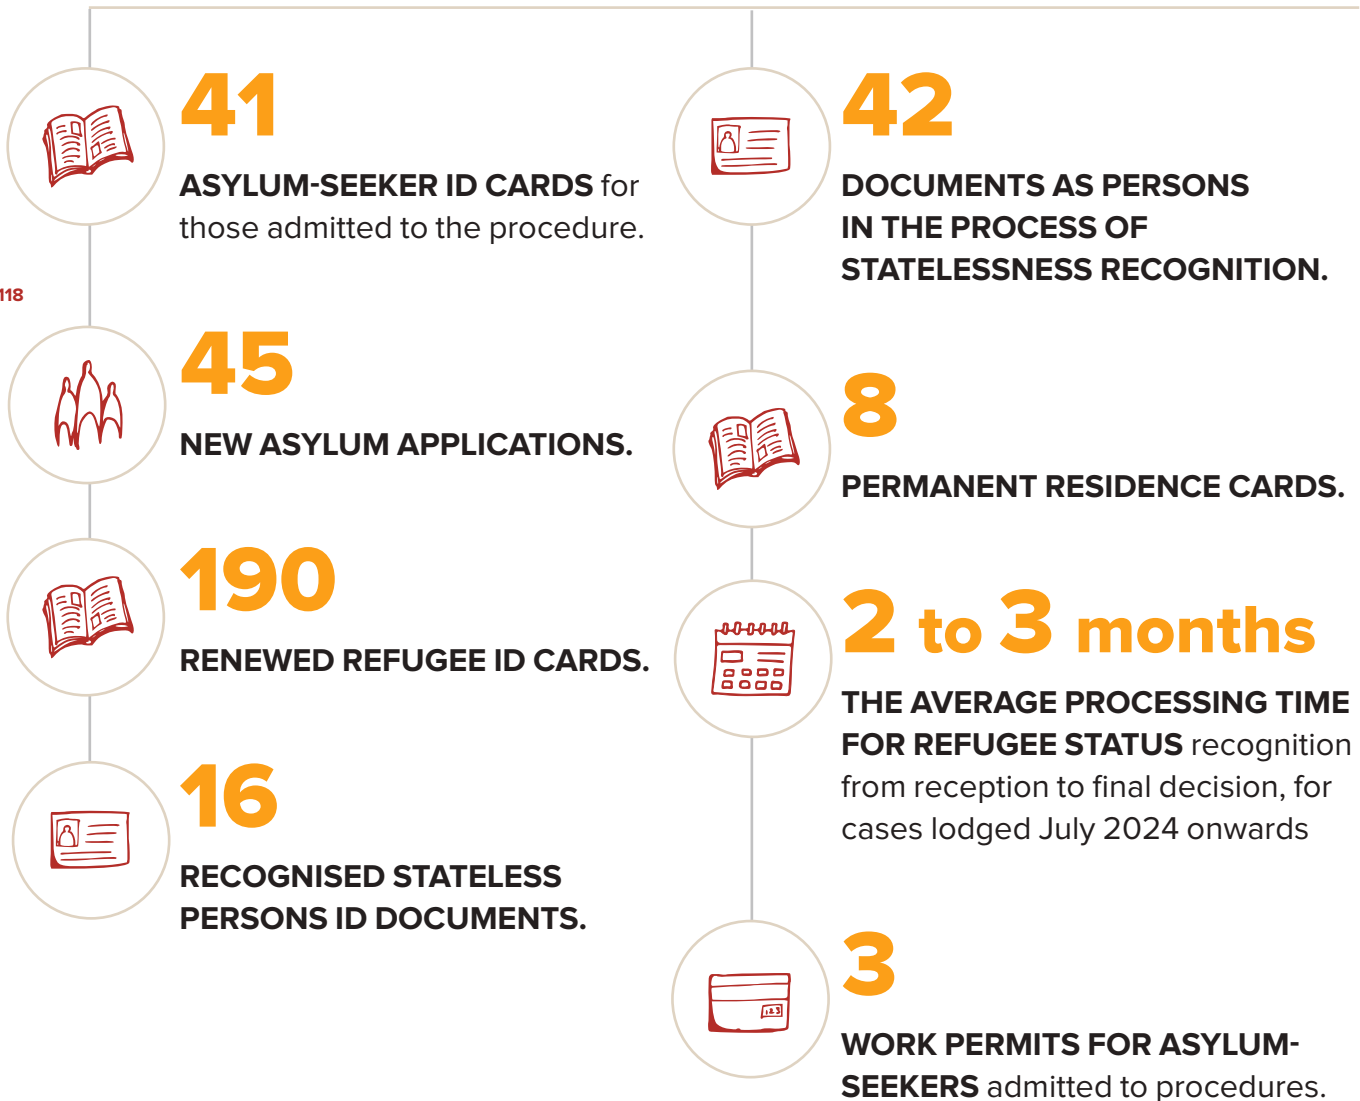 41
ASYLUM-SEEKER ID CARDS for
those admitted to the procedure.
118
45
NEW ASYLUM APPLICATIONS.
190
RENEWED REFUGEE ID CARDS.
16
RECOGNISED STATELESS
PERSONS ID DOCUMENTS.
42
DOCUMENTS AS PERSONS
IN THE PROCESS OF
STATELESSNESS RECOGNITION.
8
PERMANENT RESIDENCE CARDS.
2 to 3 months
THE AVERAGE PROCESSING TIME
FOR REFUGEE STATUS recognition
from reception to final decision, for
cases lodged July 2024 onwards
3
123
WORK PERMITS FOR ASYLUM-
SEEKERS admitted to procedures.